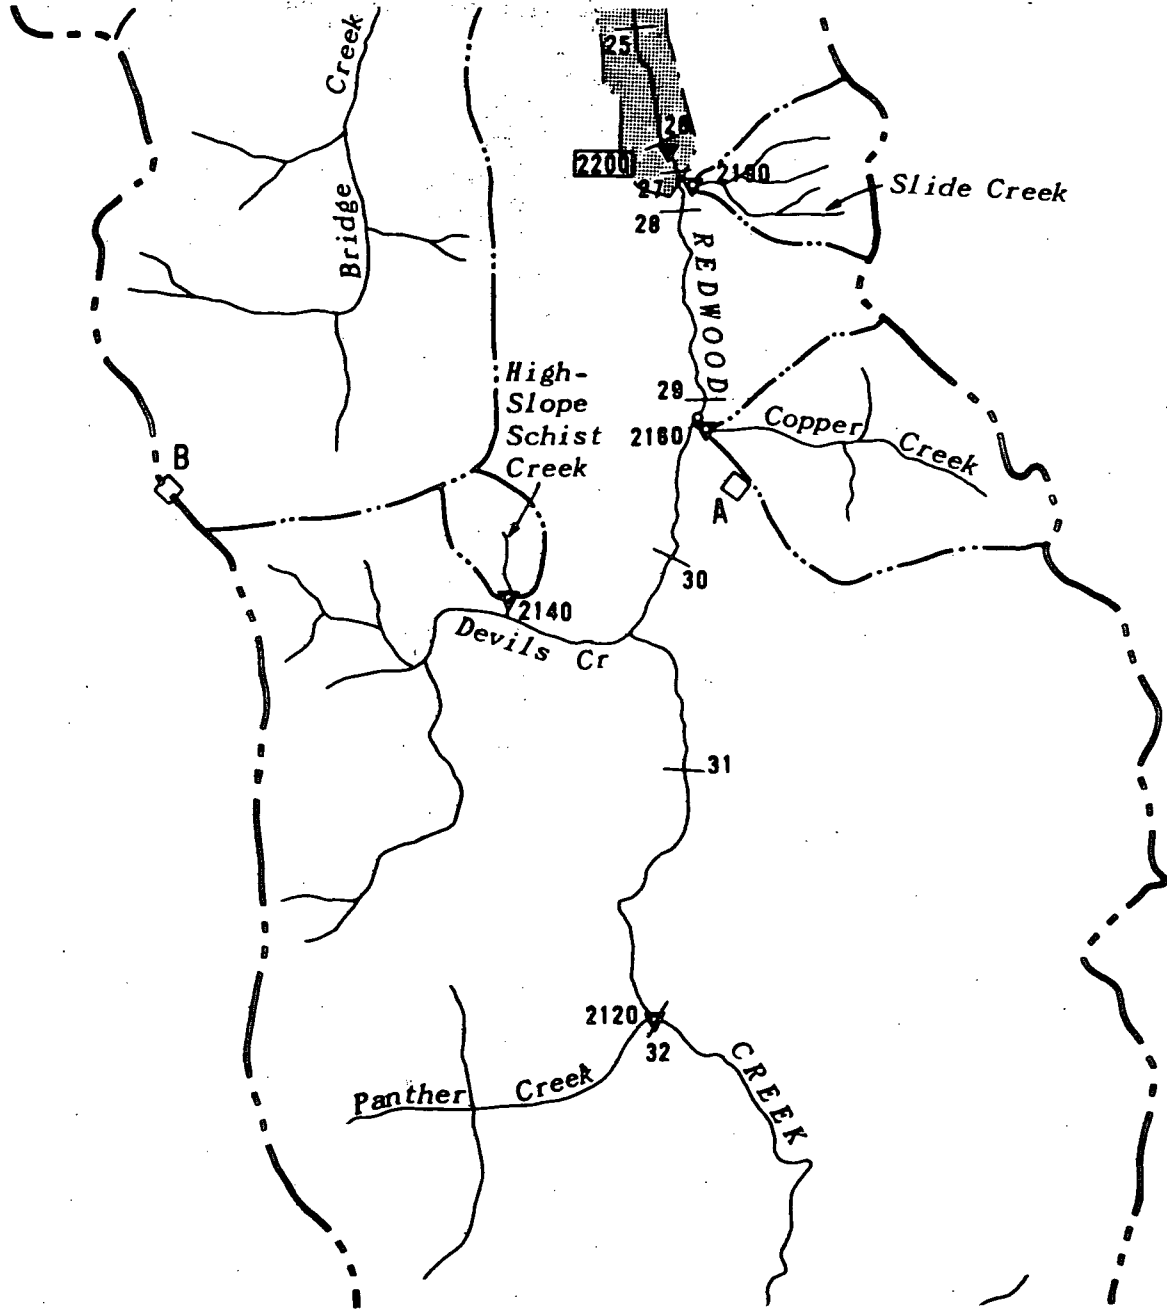 Creek
25
26
2200
27
2190
Slide Creek
28
Bridge
REDWOOD
High-
Slope
Schist
Creek
29
Copper
2160
Creek
B
A
30
2140
Devils Cr
31
2120
32
CREEK
Panther Creek